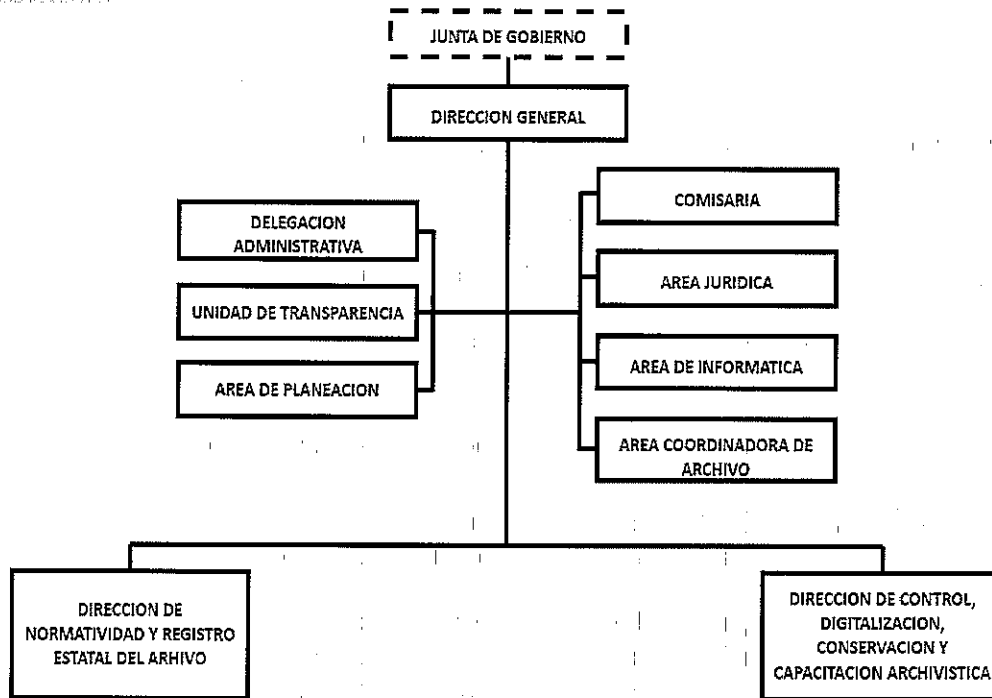 JUNTA DE GOBIERNO
DIRECCION GENERAL
DELEGACION
ADMINISTRATIVA
UNIDAD DE TRANSPARENCIA
AREA DE PLANEACION
COMISARIA
AREA JURIDICA
AREA DE INFORMATICA
AREA COORDINADORA DE
ARCHIVO
DIRECCION DE
NORMATIVIDAD Y REGISTRO
ESTATAL DEL ARHIVO
DIRECCION DE CONTROL,
DIGITALIZACION,
CONSERVACION Y
CAPACITACION ARCHIVISTICA